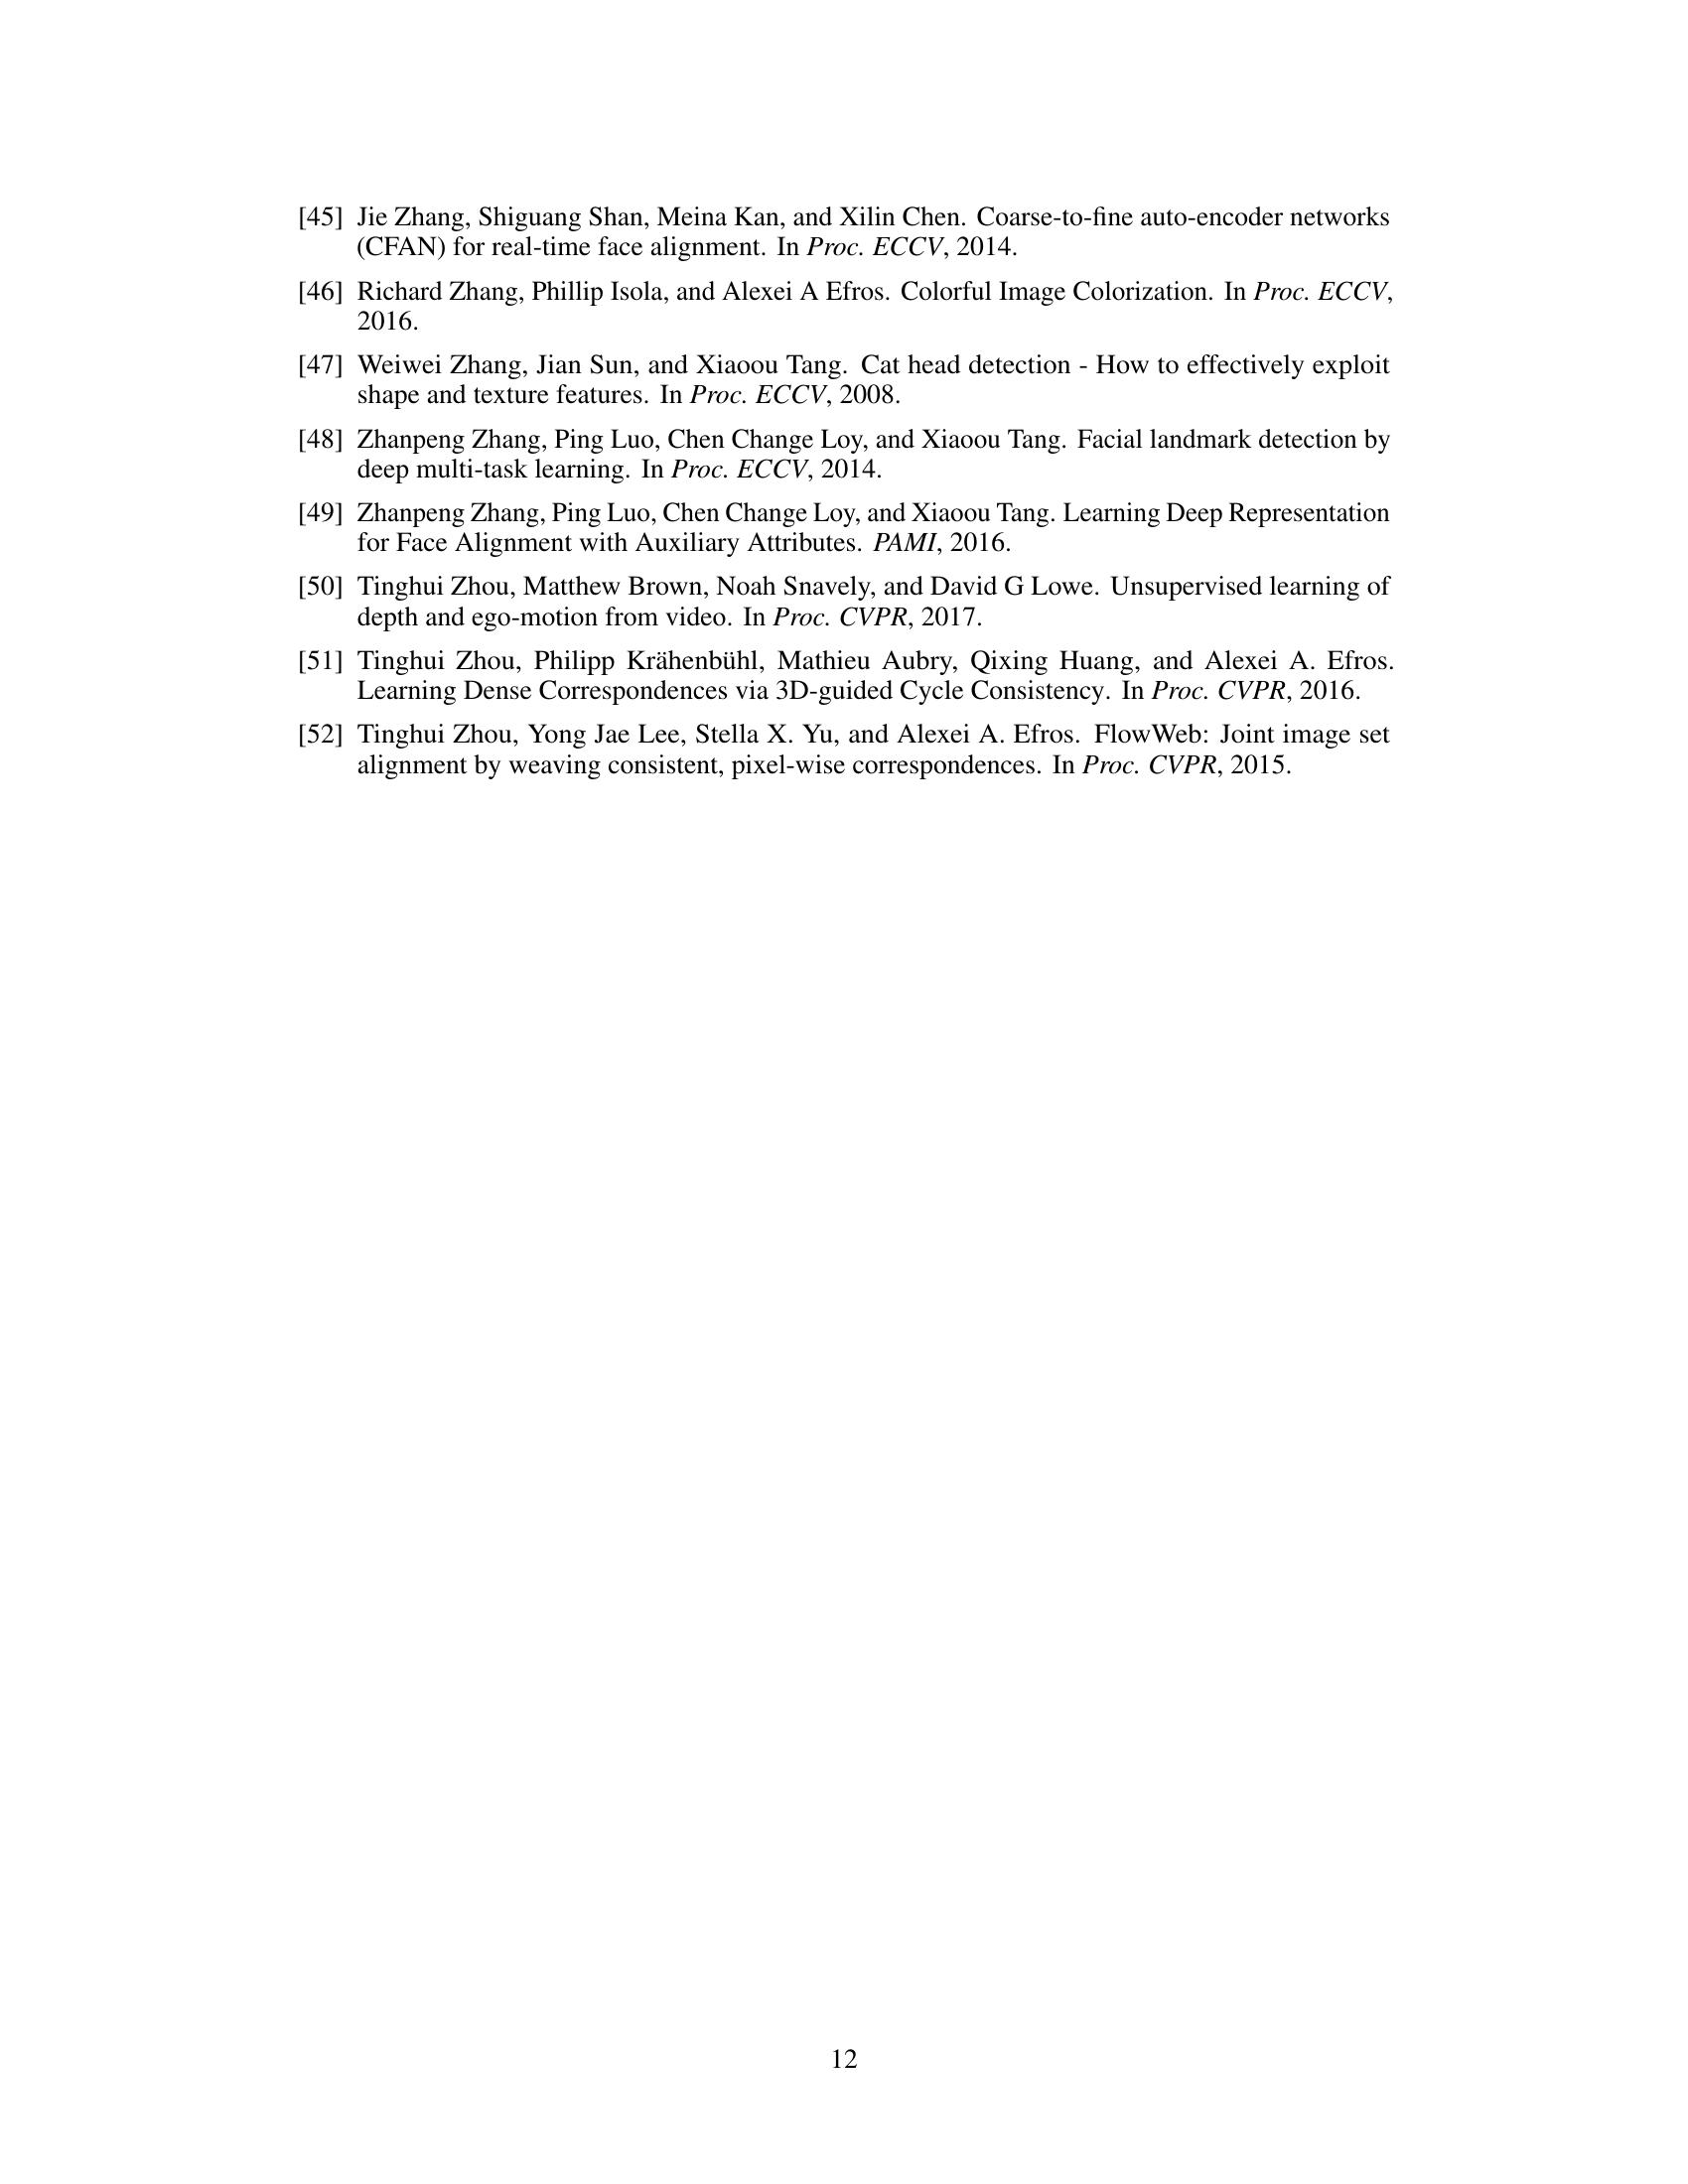 [45] Jie Zhang, Shiguang Shan, Meina Kan, and Xilin Chen. Coarse-to-fine auto-encoder networks
(CFAN) for real-time face alignment. In Proc. ECCV, 2014.
[46] Richard Zhang, Phillip Isola, and Alexei A Efros. Colorful Image Colorization. In Proc. ECCV,
2016.
[47] Weiwei Zhang, Jian Sun, and Xiaoou Tang. Cat head detection - How to effectively exploit
shape and texture features. In Proc. ECCV, 2008.
[48] Zhanpeng Zhang, Ping Luo, Chen Change Loy, and Xiaoou Tang. Facial landmark detection by
deep multi-task learning. In Proc. ECCV, 2014.
[49] Zhanpeng Zhang, Ping Luo, Chen Change Loy, and Xiaoou Tang. Learning Deep Representation
for Face Alignment with Auxiliary Attributes. PAMI, 2016.
[50] Tinghui Zhou, Matthew Brown, Noah Snavely, and David G Lowe. Unsupervised learning of
depth and ego-motion from video. In Proc. CVPR, 2017.
[51] Tinghui Zhou, Philipp Krähenbühl, Mathieu Aubry, Qixing Huang, and Alexei A. Efros.
Learning Dense Correspondences via 3D-guided Cycle Consistency. In Proc. CVPR, 2016.
[52] Tinghui Zhou, Yong Jae Lee, Stella X. Yu, and Alexei A. Efros. FlowWeb: Joint image set
alignment by weaving consistent, pixel-wise correspondences. In Proc. CVPR, 2015.
12